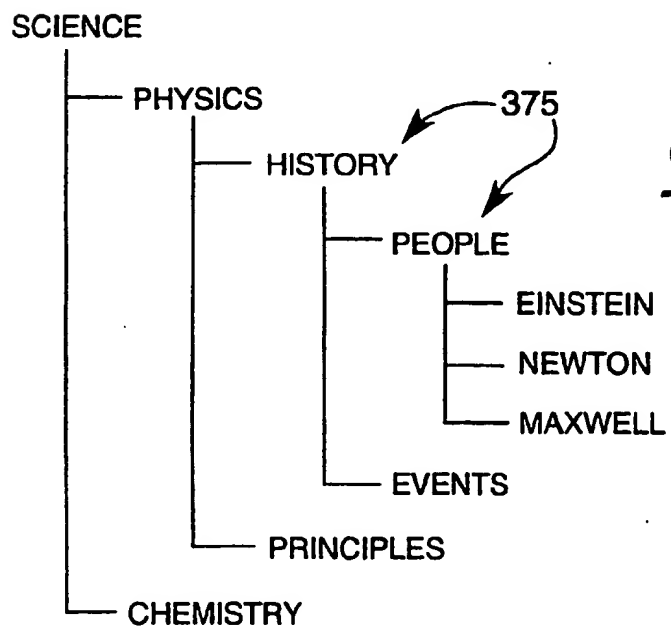 SCIENCE
PHYSICS
375
HISTORY
PEOPLE
EINSTEIN
NEWTON
MAXWELL
EVENTS
PRINCIPLES
CHEMISTRY